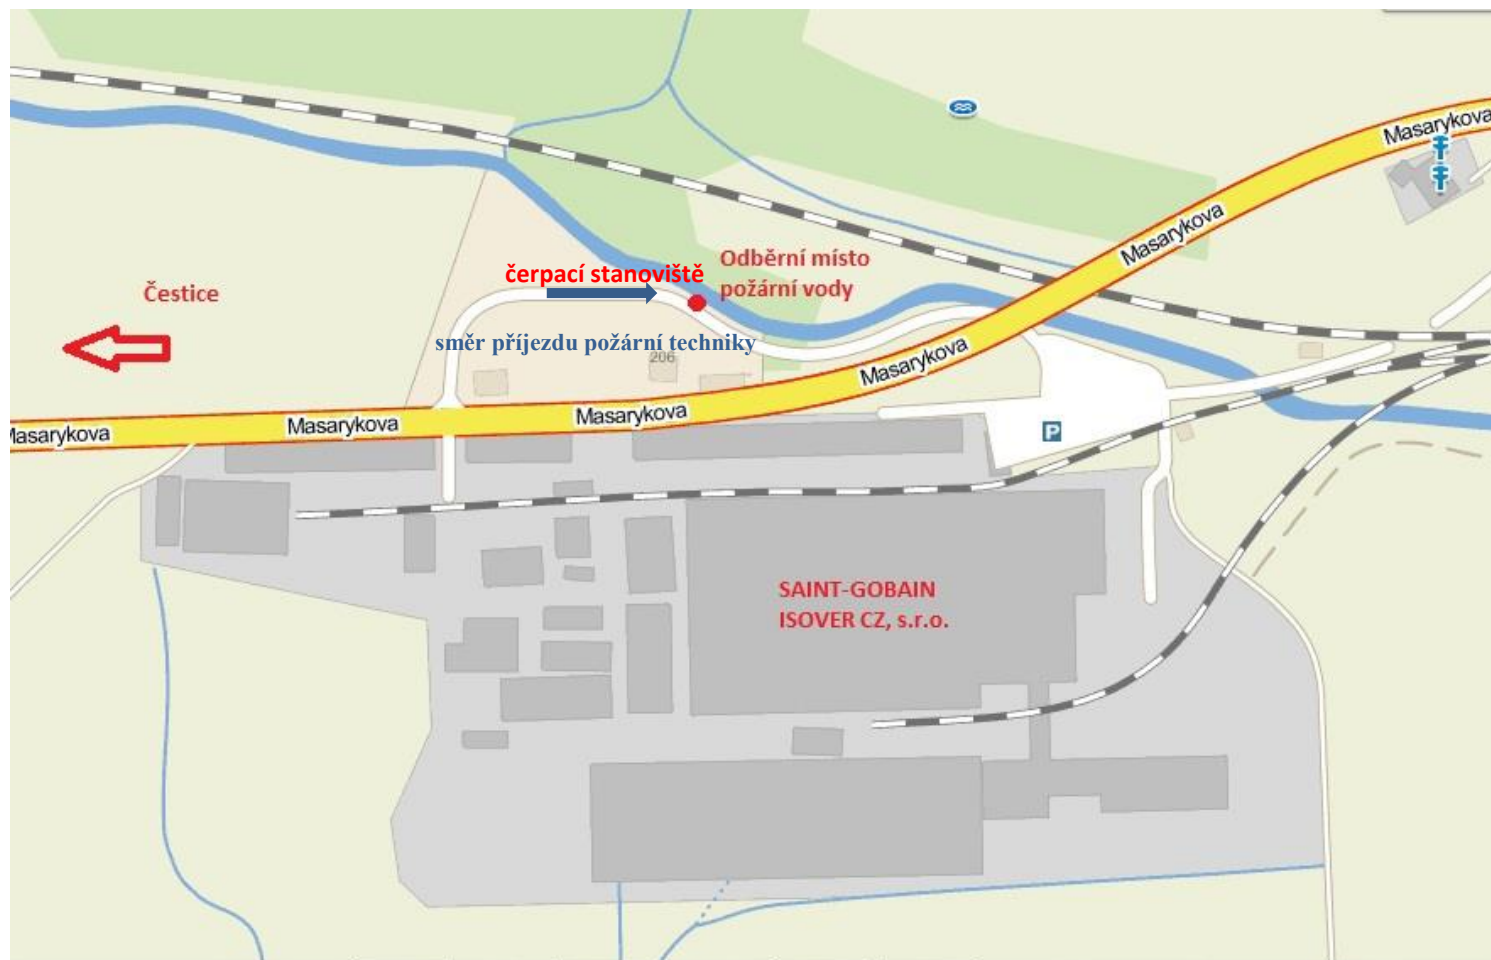 Masarykova
Masarykova
Odběrní místo
požární vody
čerpací stanoviště
Čestice
směr příjezdu požární techniky
206
Masarykova
Masarykova
Masarykova
Masarykova
P
SAINT-GOBAIN
ISOVER CZ, s.r.o.